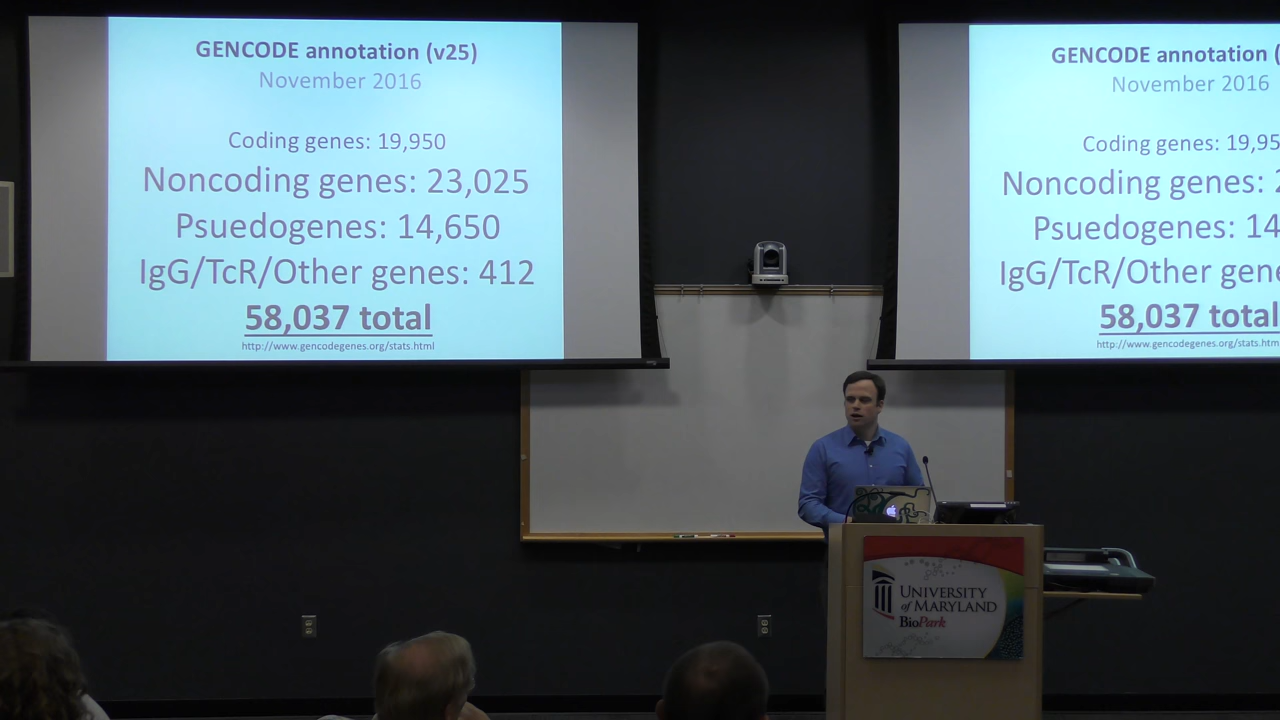 GENCODE annotation (v25)
November 2016
Coding genes: 19,950
Noncoding genes: 23,025
Psuedogenes: 14,650
IgG/TcR/Other genes: 412
58,037 total
http://www.gencodegenes.org/stats.html
GENCODE annotation (
November 2016
Coding genes: 19,95
Noncoding genes: 2
Psuedogenes: 14
IgG/TcR/Other gene
58,037 total
http://www.gencodegenes.org/stats.htm
UNIVERSITY
of MARYLAND
BioPark